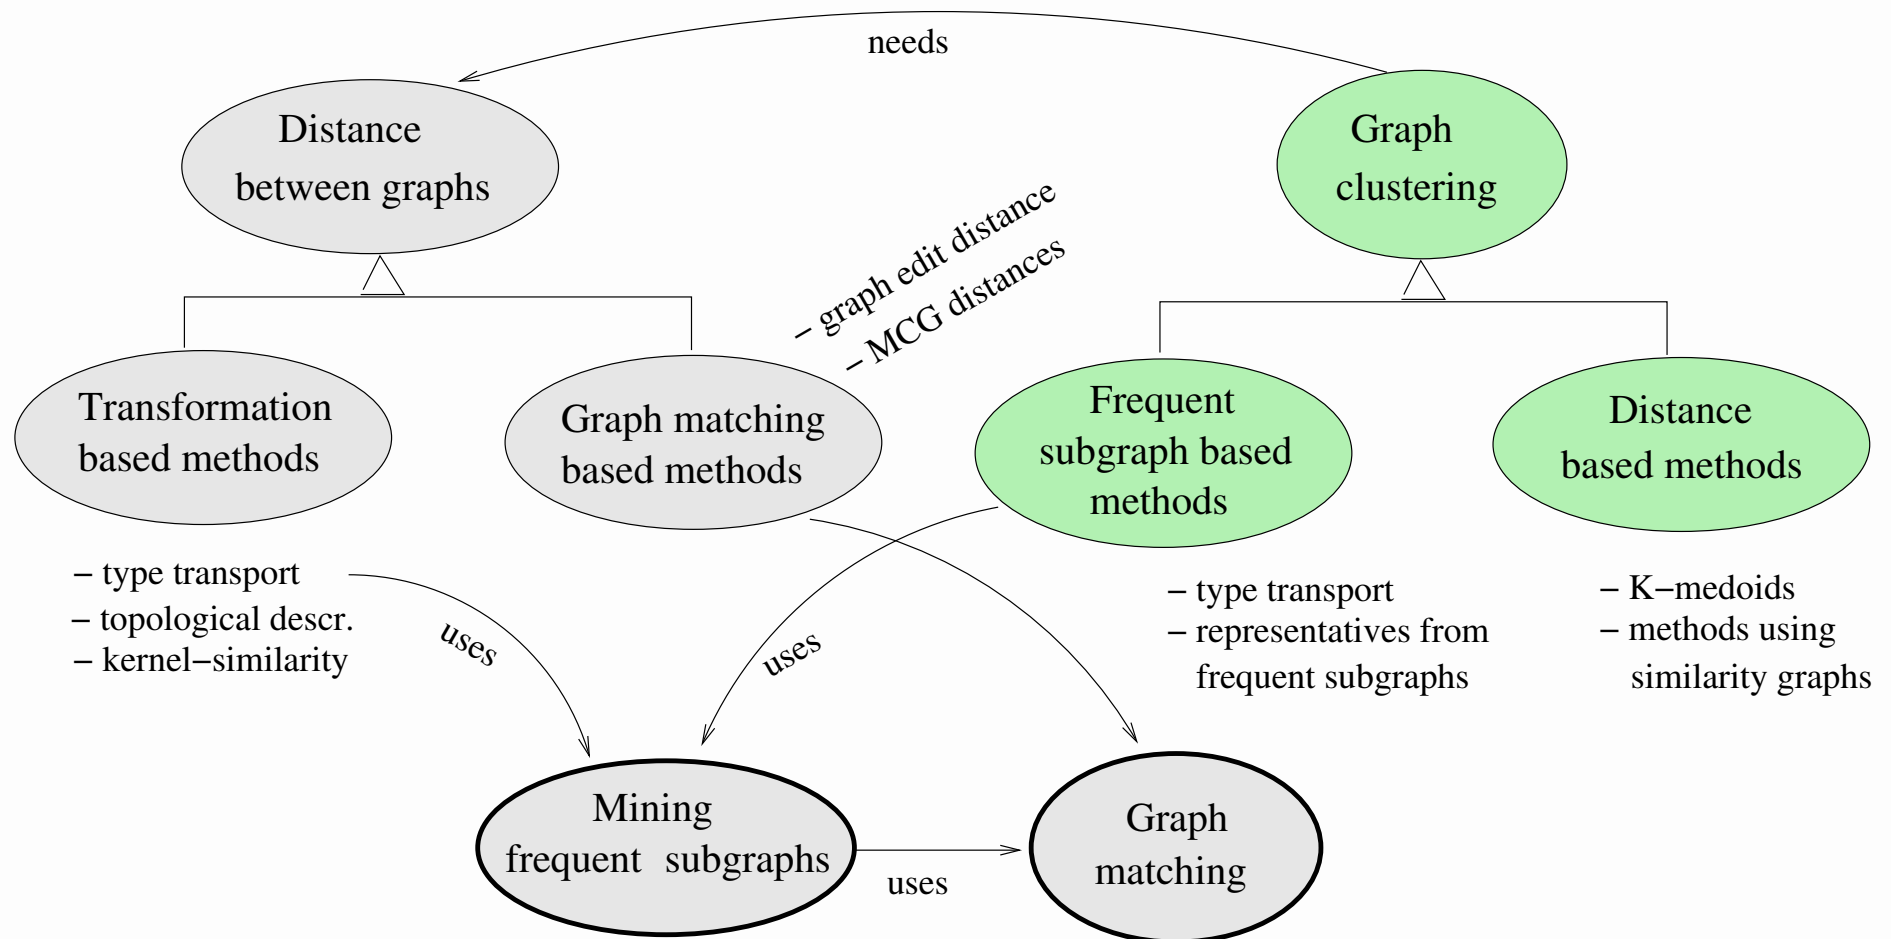 needs
Distance
between graphs
Graph
clustering
– graph edit distance
– MCG distances
Transformation
based methods
Graph matching
based methods
Frequent
subgraph based
methods
Distance
based methods
– type transport
– topological descr.
– kernel–similarity
uses
uses
– type transport
– representatives from
frequent subgraphs
– K–medoids
– methods using
similarity graphs
Mining
frequent subgraphs
uses
Graph
matching